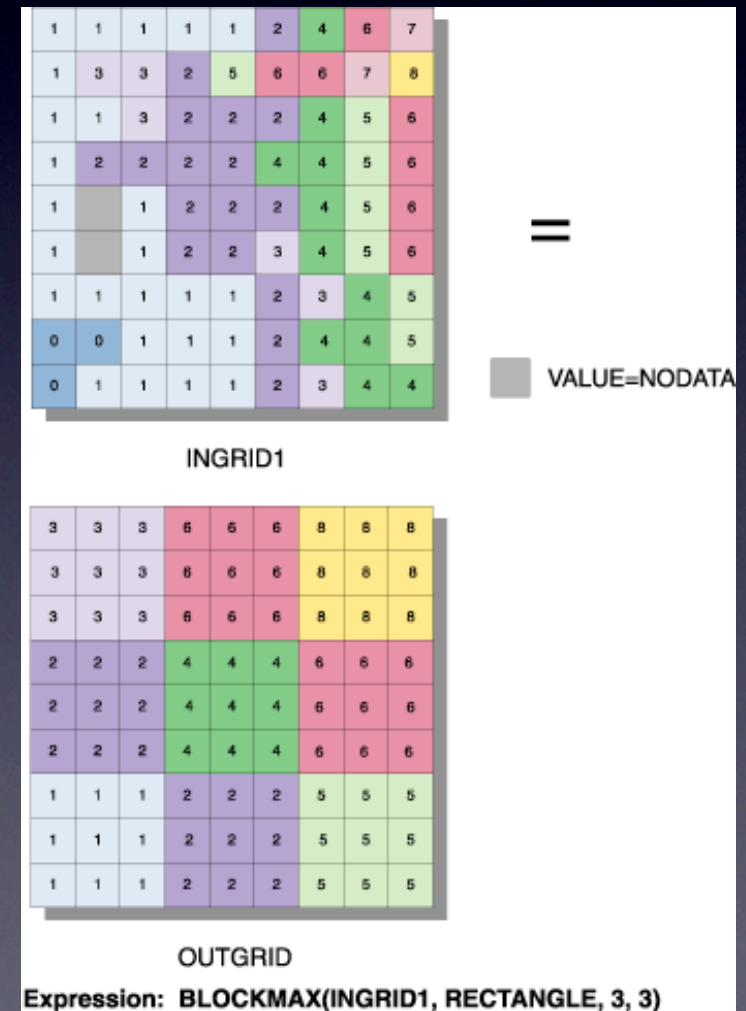 1 1 1 1 1 2 4 6 7
1 3 3 2 5 6 6 7 8
1 1 3 2 2 2 4 5 6
1 2 2 2 2 4 4 5 6
1 1 2 2 2 4 5 6
=
1 1 2 2 3 4 5 6
1 1 1 1 1 2 3 4 5
0 0 1 1 1 2 4 4 5
0 1 1 1 1 2 3 4 4
VALUE=NODATA
INGRID1
3 3 3 6 6 6 8 8 8
3 3 3 6 6 6 8 8 8
3 3 3 6 6 6 8 8 8
2 2 2 4 4 4 6 6 6
2 2 2 4 4 4 6 6 6
2 2 2 4 4 4 6 6 6
1 1 1 2 2 2 5 5 5
1 1 1 2 2 2 5 5 5
1 1 1 2 2 2 5 5 5
OUTGRID
Expression: BLOCKMAX(INGRID1, RECTANGLE, 3, 3)